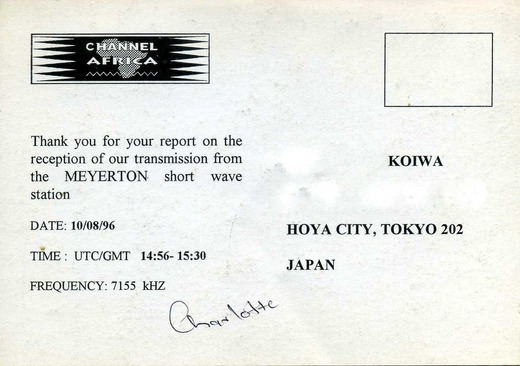 CHANNEL
AFRICA
Thank you for your report on the
reception of our transmission from
the MEYERTON short wave
station
DATE: 10/08/96
TIME : UTC/GMT 14:56- 15:30
FREQUENCY: 7155 kHZ
Charlotte
KOIWA
HOYA CITY, TOKYO 202
JAPAN